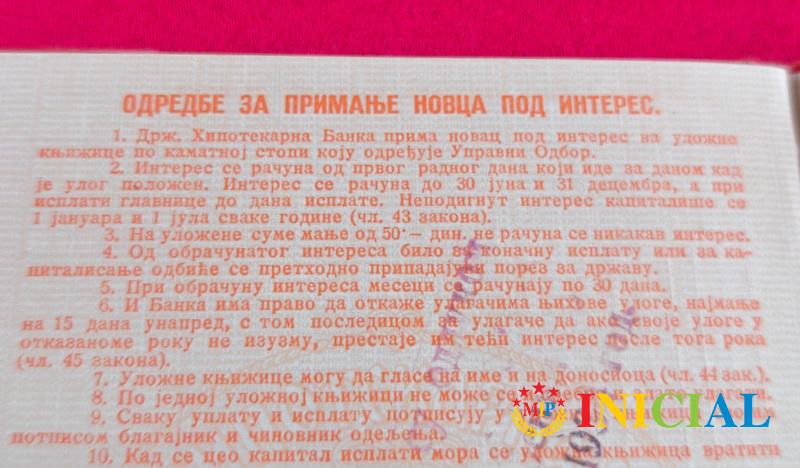 ОДРЕДБЕ ЗА ПРИМАЊЕ НОВЦА ПОД ИНТЕРЕС.
1. Држ. Хипотекарна Банка прима новац под интерес на уложне
књижице по каматној стопи коју одређује Управни Одбор.
2. Интерес се рачуна од првог радног дана који иде за даном кад
је улог положен. Интерес се рачуна до 30 јуна и 31 децембра, а при
исплати главнице до дана исплате. Неподигнут интерес капиталише се
1 јануара и 1 јула сваке године (чл. 43 закона).
3. На уложене суме мање од 50·— дин. не рачуна се никакав интерес.
4. Од обрачунатог интереса било за коначну исплату или за ка-
питалисање одбиће се претходно припадајући порез за државу.
5. При обрачуну интереса месеци се рачунају по 30 дана.
6. И Банка има право да откаже улагачима њихове улоге, најмање
на 15 дана унапред, с том последицом за улагаче да ако своје улоге у
отказаноме року не изузму, престаје им тећи интерес после тога рока
(чл. 45 закона).
7. Уложне књижице могу да гласе на име и на доносиоца (чл. 44 зак.).
8. По једној уложној књижици не може се
9. Сваку уплату и исплату потписују у
потписом благајник и чиновник одељења.
10. Кад се цео капитал исплати мора се уложна књижица вратити
MP INICIAL